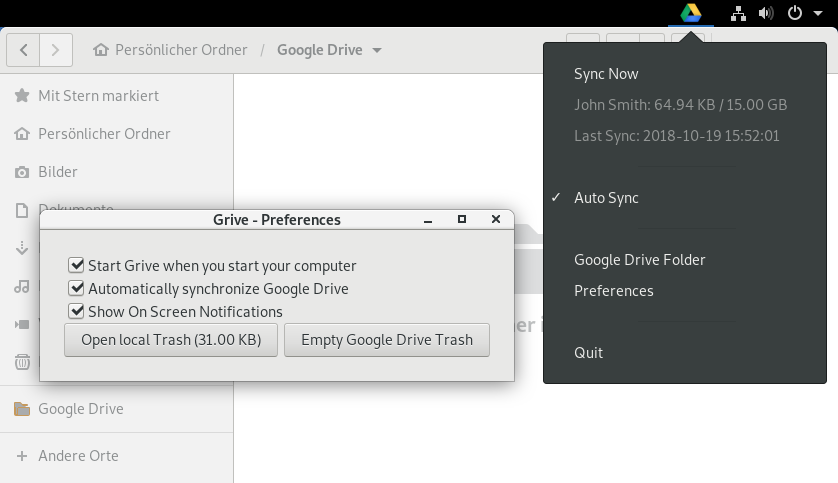 Persönlicher Ordner / Google Drive
Mit Stern markiert
Persönlicher Ordner
Bilder
Dokumente
Google Drive
Andere Orte
Grive - Preferences
Start Grive when you start your computer
Automatically synchronize Google Drive
Show On Screen Notifications
Open local Trash (31.00 KB) Empty Google Drive Trash
Sync Now
John Smith: 64.94 KB / 15.00 GB
Last Sync: 2018-10-19 15:52:01
✓ Auto Sync
Google Drive Folder
Preferences
Quit